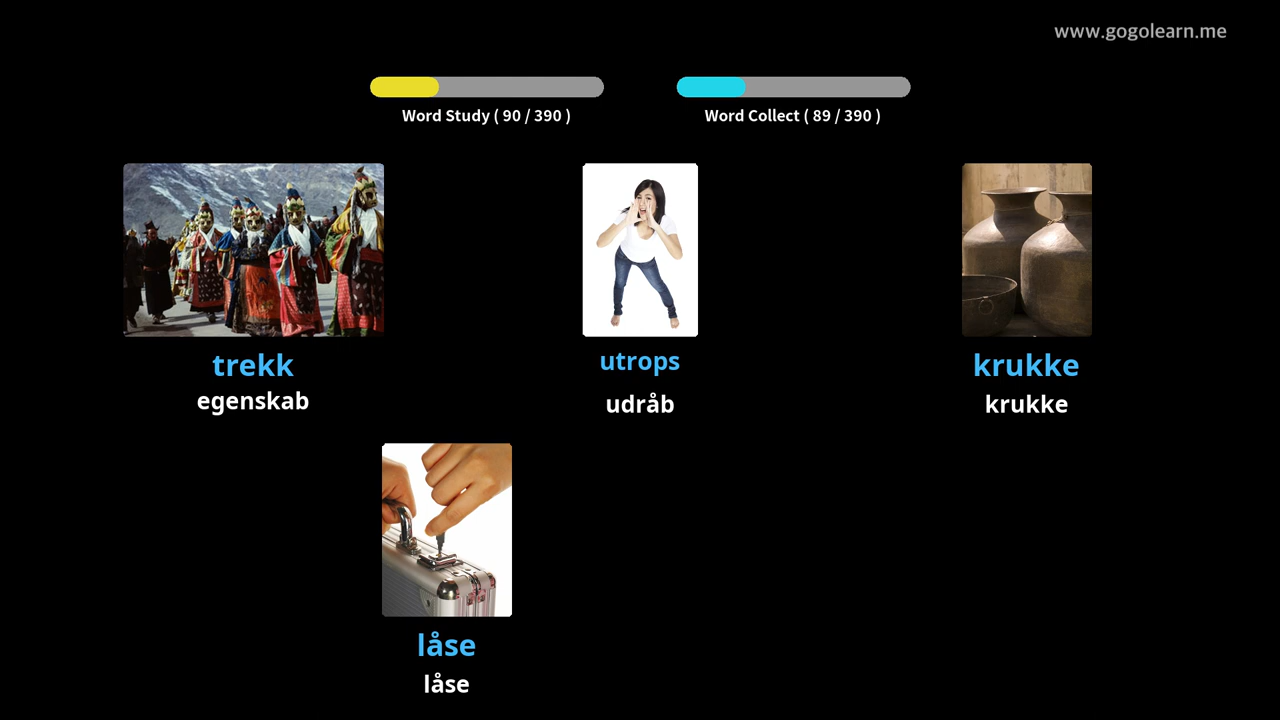 www.gogolearn.me
Word Study ( 90 / 390 )
Word Collect ( 89 / 390 )
trekk
egenskab
utrops
udråb
krukke
krukke
låse
låse